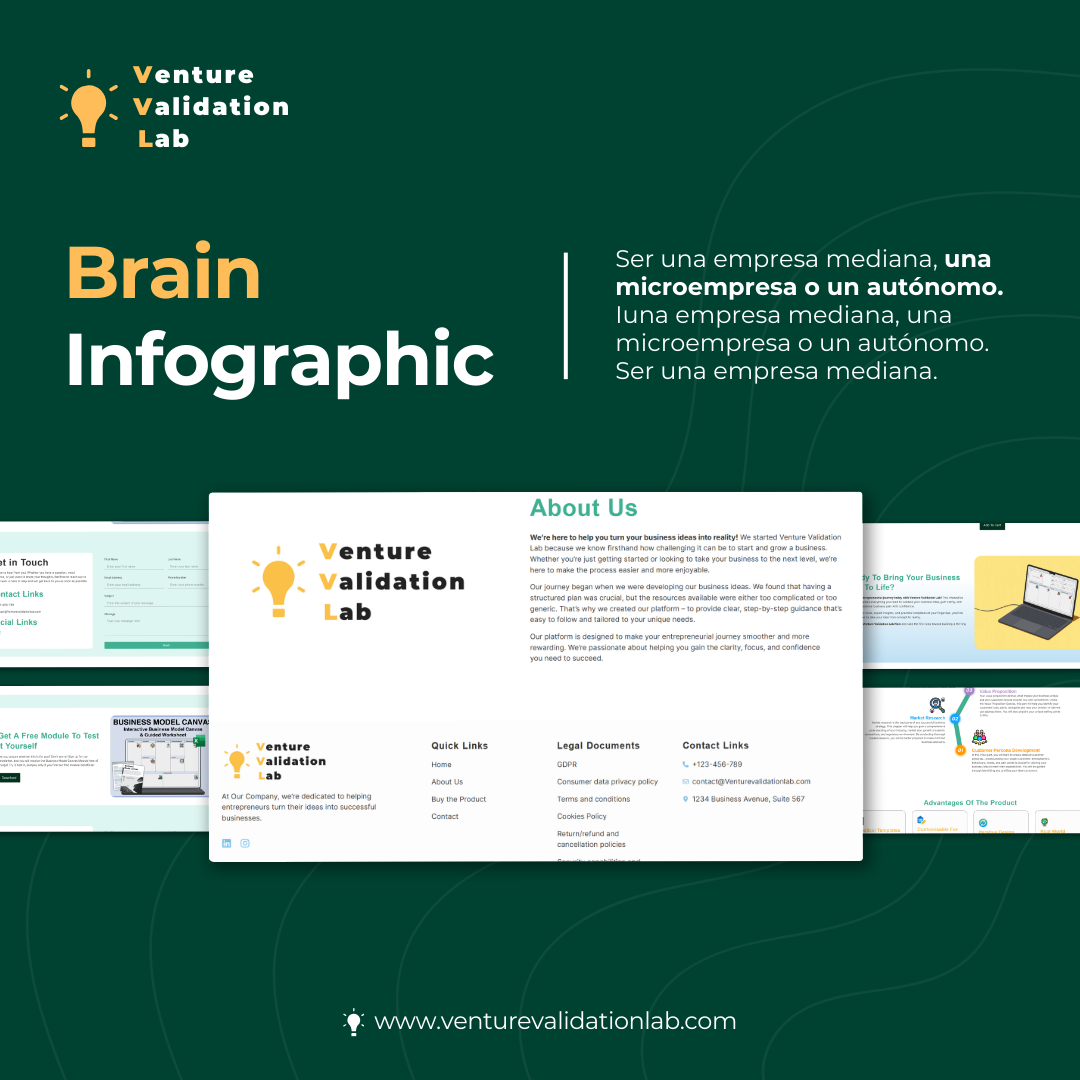 Venture
Validation
Lab
Brain
Infographic
Ser una empresa mediana, una
microempresa o un autónomo.
Iuna empresa mediana, una
microempresa o un autónomo.
Ser una empresa mediana.
et in Touch
ontact Links
cial Links
Get A Free Module To Test
t Yourself
BUSINESS MODEL CANVAS
Interactive Business Model Canvas
& Guided Worksheet
Venture
Validation
Lab
About Us
We're here to help you turn your business ideas into reality! We started Venture Validation
Lab because we know firsthand how challenging it can be to start and grow a business.
Whether you're just getting started or looking to take your business to the next level, we're
here to make the process easier and more enjoyable.
Our journey began when we were developing our business ideas. We found that having a
structured plan was crucial, but the resources available were either too complicated or too
generic. That's why we created our platform – to provide clear, step-by-step guidance that's
easy to follow and tailored to your unique needs.
Our platform is designed to make your entrepreneurial journey smoother and more
rewarding. We're passionate about helping you gain the clarity, focus, and confidence
you need to succeed.
Venture
Validation
Lab
At Our Company, we're dedicated to helping
entrepreneurs turn their ideas into successful
businesses.
Quick Links
Home
About Us
Buy the Product
Contact
Legal Documents
GDPR
Consumer data privacy policy
Terms and conditions
Cookies Policy
Return/refund and
cancellation policies
Contact Links
+123-456-789
contact@Venturevalidationlab.com
1234 Business Avenue, Suite 567
dy To Bring Your Business
To Life?
03
Value Proposition
Market Research
02
01
Customer Persona Development
Advantages Of The Product
www.venturevalidationlab.com